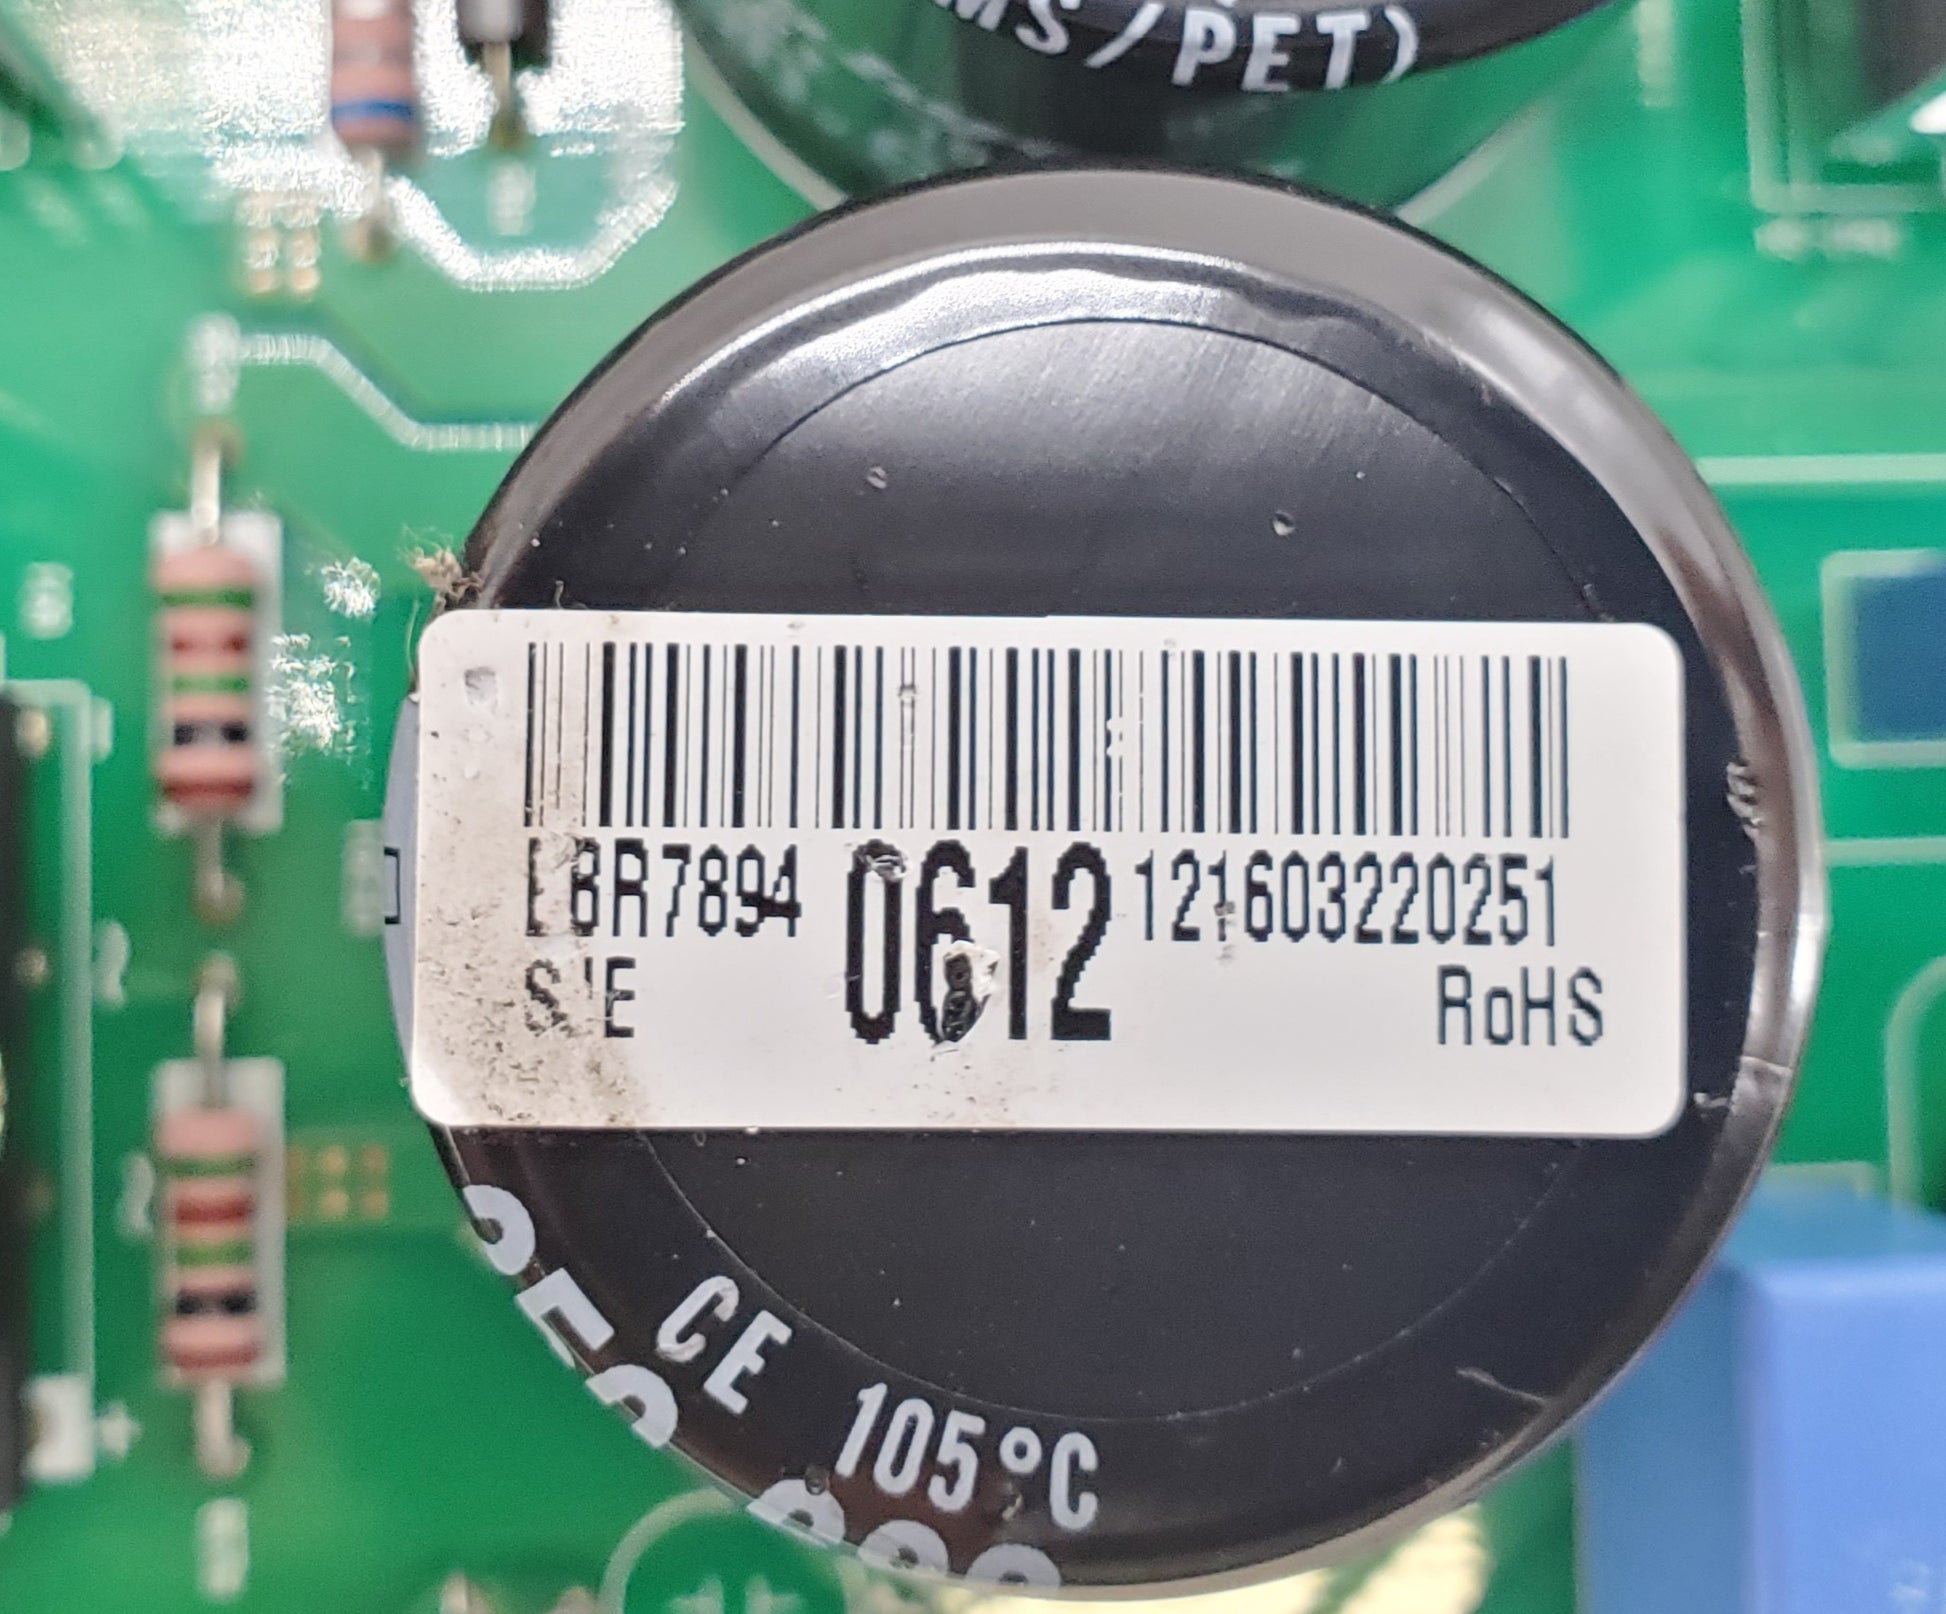 MS/PET)
EBR7894 0612 121603220251
RoHS
CE 105°C